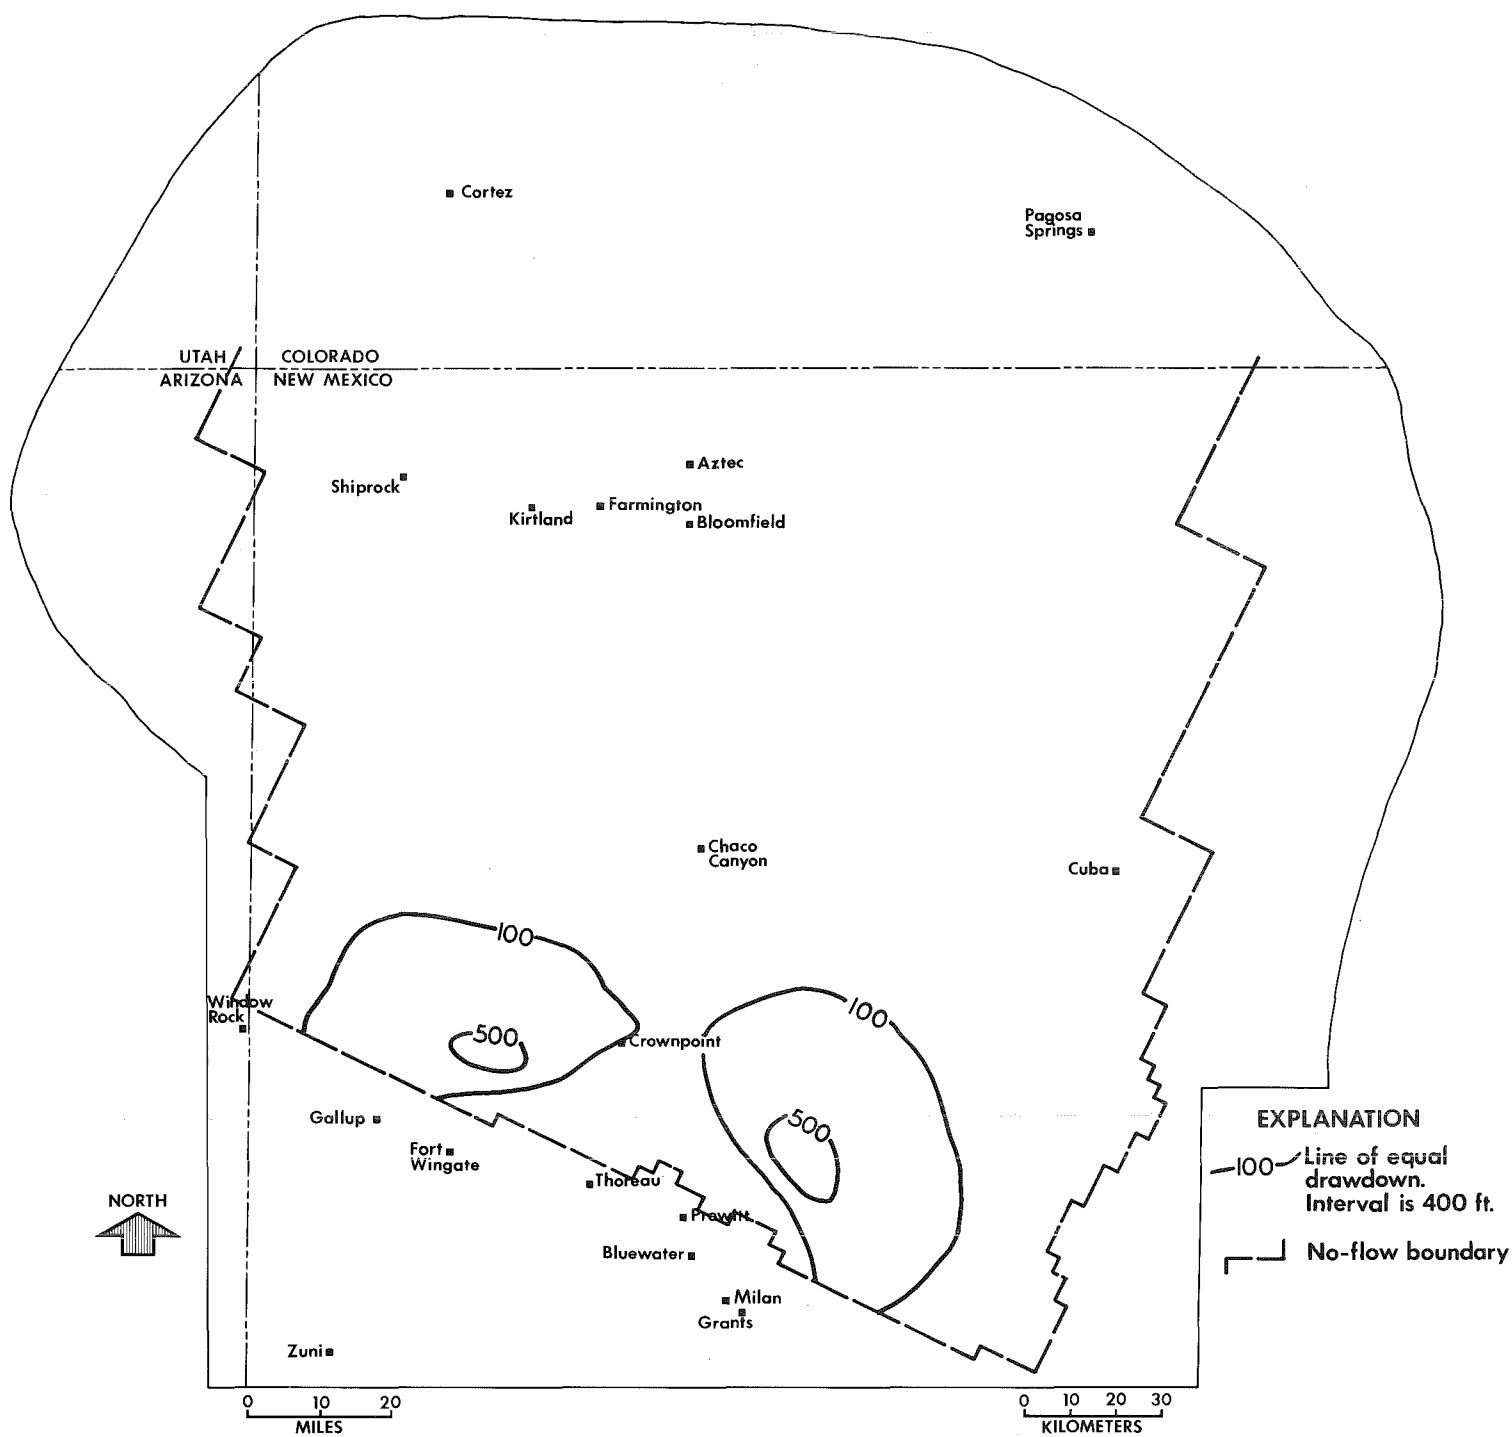 Cortez
Pagosa
Springs
UTAH
COLORADO
ARIZONA
NEW MEXICO
Aztec
Shiprock
Farmington
Kirtland
Bloomfield
Chaco
Canyon
Cuba
100
Window
Rock
100
500
Crownpoint
500
Gallup
Fort
Wingate
Thoreau
Prewitt
Bluewater
Milan
Grants
Zuni
NORTH
EXPLANATION
100
Line of equal
drawdown.
Interval is 400 ft.
No-flow boundary
0 10 20
MILES
0 10 20 30
KILOMETERS